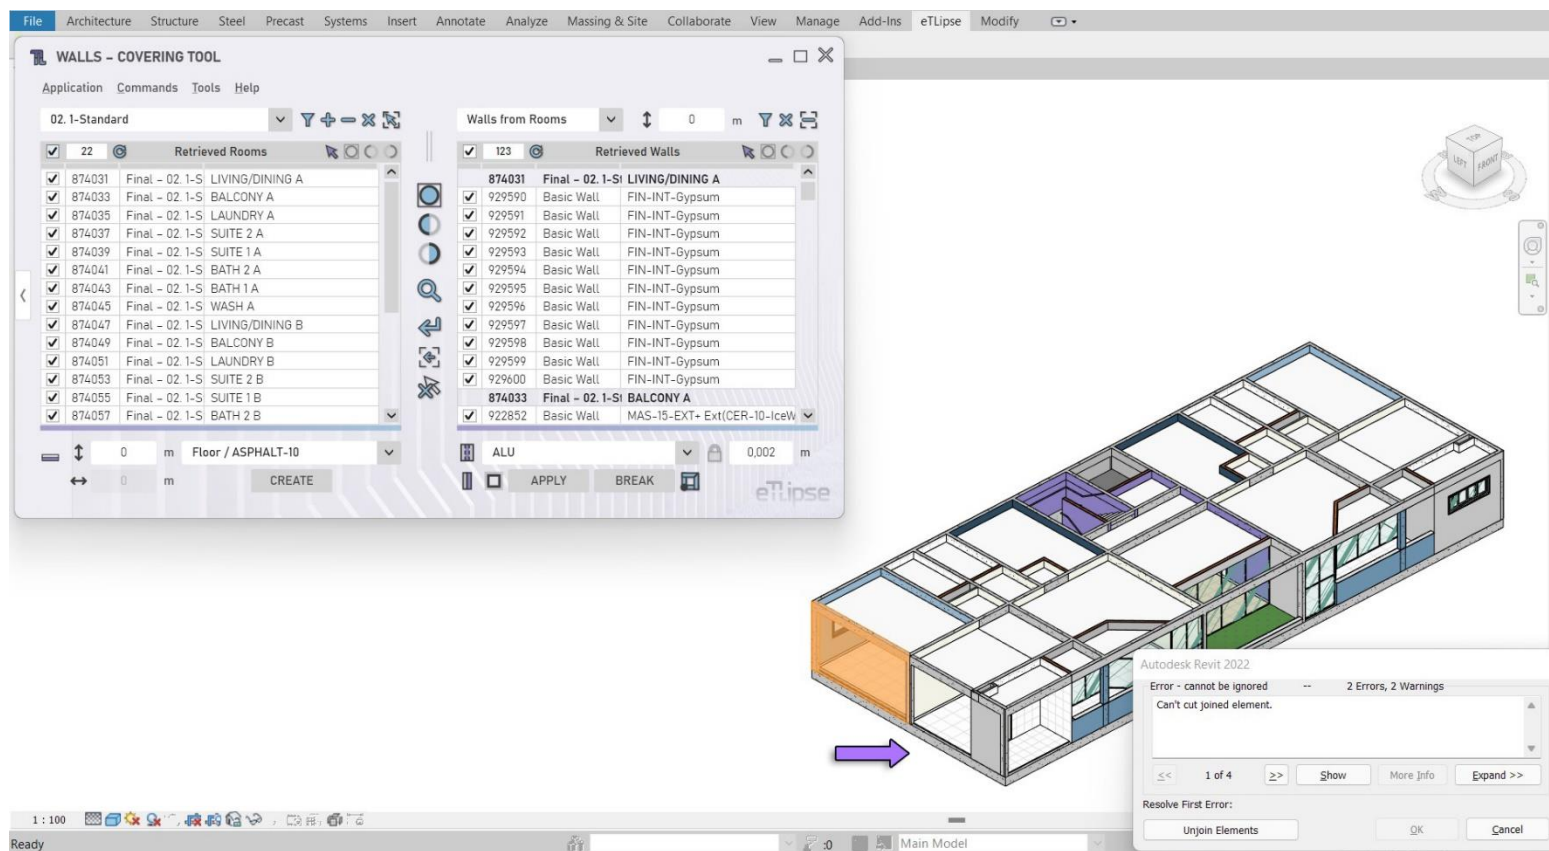 File Architecture Structure Steel Precast Systems Insert Annotate Analyze Massing & Site Collaborate View Manage Add-Ins eTLipse Modify
WALLS – COVERING TOOL
Application Commands Tools Help
02. 1-Standard
Walls from Rooms 0 m
22 Retrieved Rooms
123 Retrieved Walls
874031 Final – 02. 1-S LIVING/DINING A
874033 Final – 02. 1-S BALCONY A
874035 Final – 02. 1-S LAUNDRY A
874037 Final – 02. 1-S SUITE 2 A
874039 Final – 02. 1-S SUITE 1 A
874041 Final – 02. 1-S BATH 2 A
874043 Final – 02. 1-S BATH 1 A
874045 Final – 02. 1-S WASH A
874047 Final – 02. 1-S LIVING/DINING B
874049 Final – 02. 1-S BALCONY B
874051 Final – 02. 1-S LAUNDRY B
874053 Final – 02. 1-S SUITE 2 B
874055 Final – 02. 1-S SUITE 1 B
874057 Final – 02. 1-S BATH 2 B
874031 Final – 02. 1-St LIVING/DINING A
929590 Basic Wall FIN-INT-Gypsum
929591 Basic Wall FIN-INT-Gypsum
929592 Basic Wall FIN-INT-Gypsum
929593 Basic Wall FIN-INT-Gypsum
929594 Basic Wall FIN-INT-Gypsum
929595 Basic Wall FIN-INT-Gypsum
929596 Basic Wall FIN-INT-Gypsum
929597 Basic Wall FIN-INT-Gypsum
929598 Basic Wall FIN-INT-Gypsum
929599 Basic Wall FIN-INT-Gypsum
929600 Basic Wall FIN-INT-Gypsum
874033 Final – 02. 1-St BALCONY A
922852 Basic Wall MAS-15-EXT+ Ext(CER-10-IceW
0 m Floor / ASPHALT-10
0 m CREATE
ALU 0,002 m
APPLY BREAK
eTLipse
TOP
LEFT FRONT
Autodesk Revit 2022
Error - cannot be ignored -- 2 Errors, 2 Warnings
Can't cut joined element.
<< 1 of 4 >> Show More Info Expand >>
Resolve First Error:
Unjoin Elements OK Cancel
1 : 100
Ready
:0 Main Model